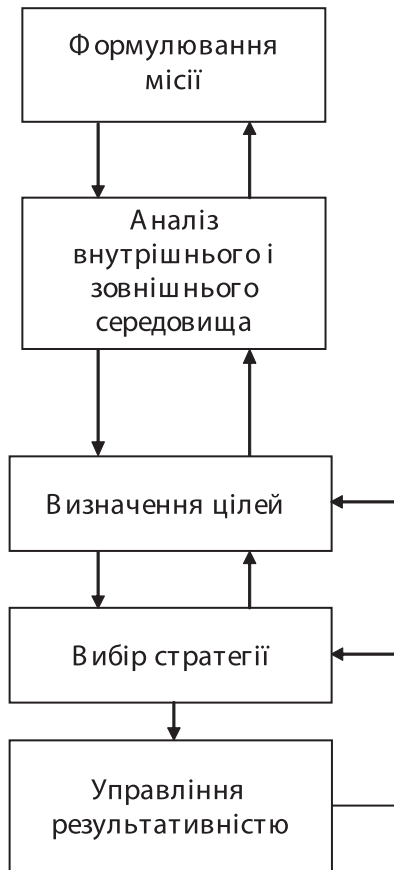 Формулювання
місії
Аналіз
внутрішнього і
зовнішнього
середовища
Визначення цілей
Вибір стратегії
Управління
результативністю